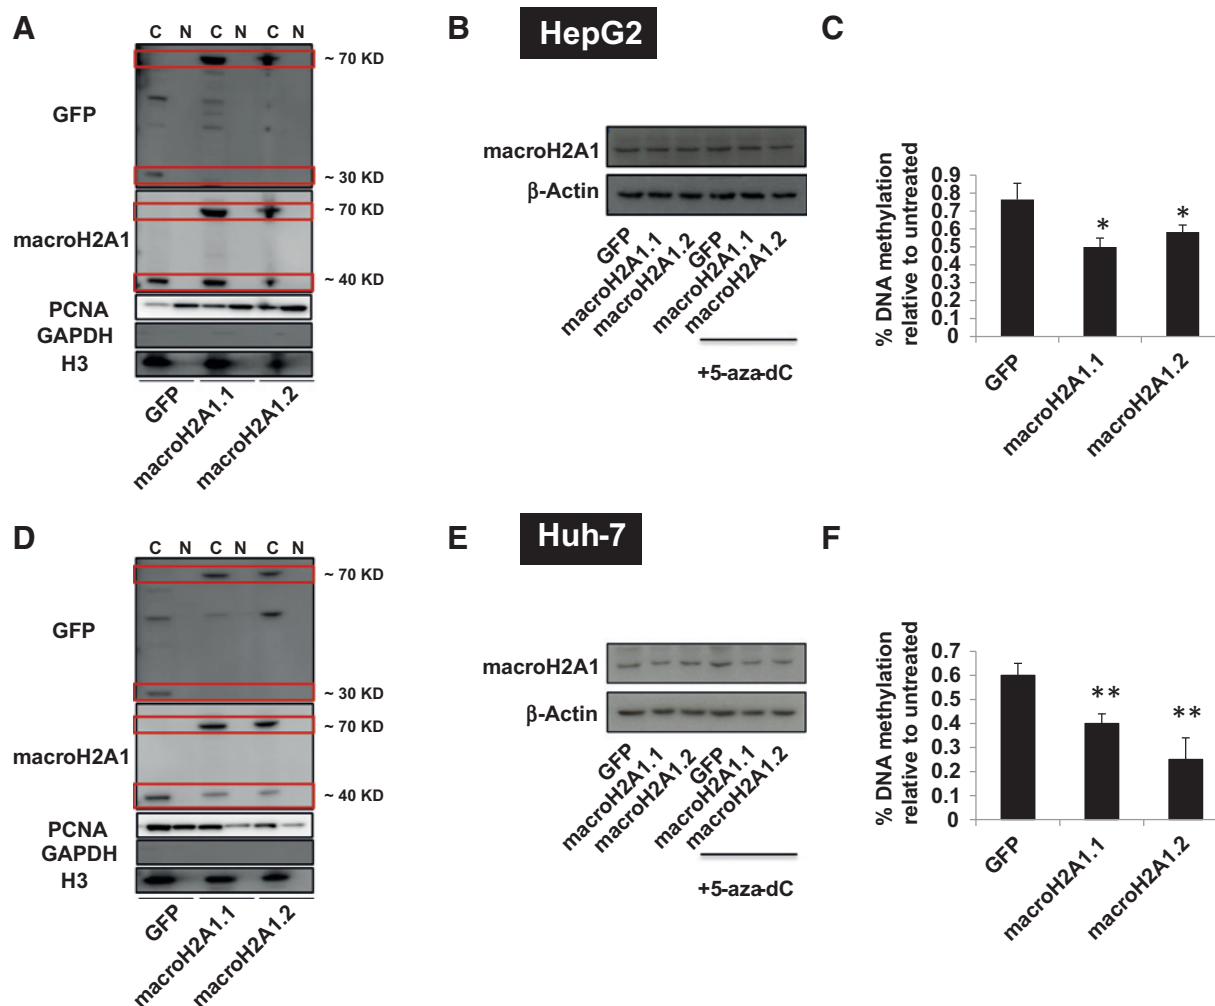 A
C N C N C N
~ 70 KD
GFP
~ 30 KD
~ 70 KD
macroH2A1
~ 40 KD
PCNA
GAPDH
H3
GFP
macroH2A1.1
macroH2A1.2
B
HepG2
macroH2A1
β-Actin
GFP
macroH2A1.1
macroH2A1.2
GFP
macroH2A1.1
macroH2A1.2
+5-aza-dC
C
% DNA methylation
relative to untreated
0.9
0.8
0.7
0.6
0.5
0.4
0.3
0.2
0.1
0
*
*
GFP
macroH2A1.1
macroH2A1.2
D
C N C N C N
~ 70 KD
GFP
~ 30 KD
~ 70 KD
macroH2A1
~ 40 KD
PCNA
GAPDH
H3
GFP
macroH2A1.1
macroH2A1.2
E
Huh-7
macroH2A1
β-Actin
GFP
macroH2A1.1
macroH2A1.2
GFP
macroH2A1.1
macroH2A1.2
+5-aza-dC
F
% DNA methylation
relative to untreated
0.7
0.6
0.5
0.4
0.3
0.2
0.1
0
**
**
GFP
macroH2A1.1
macroH2A1.2